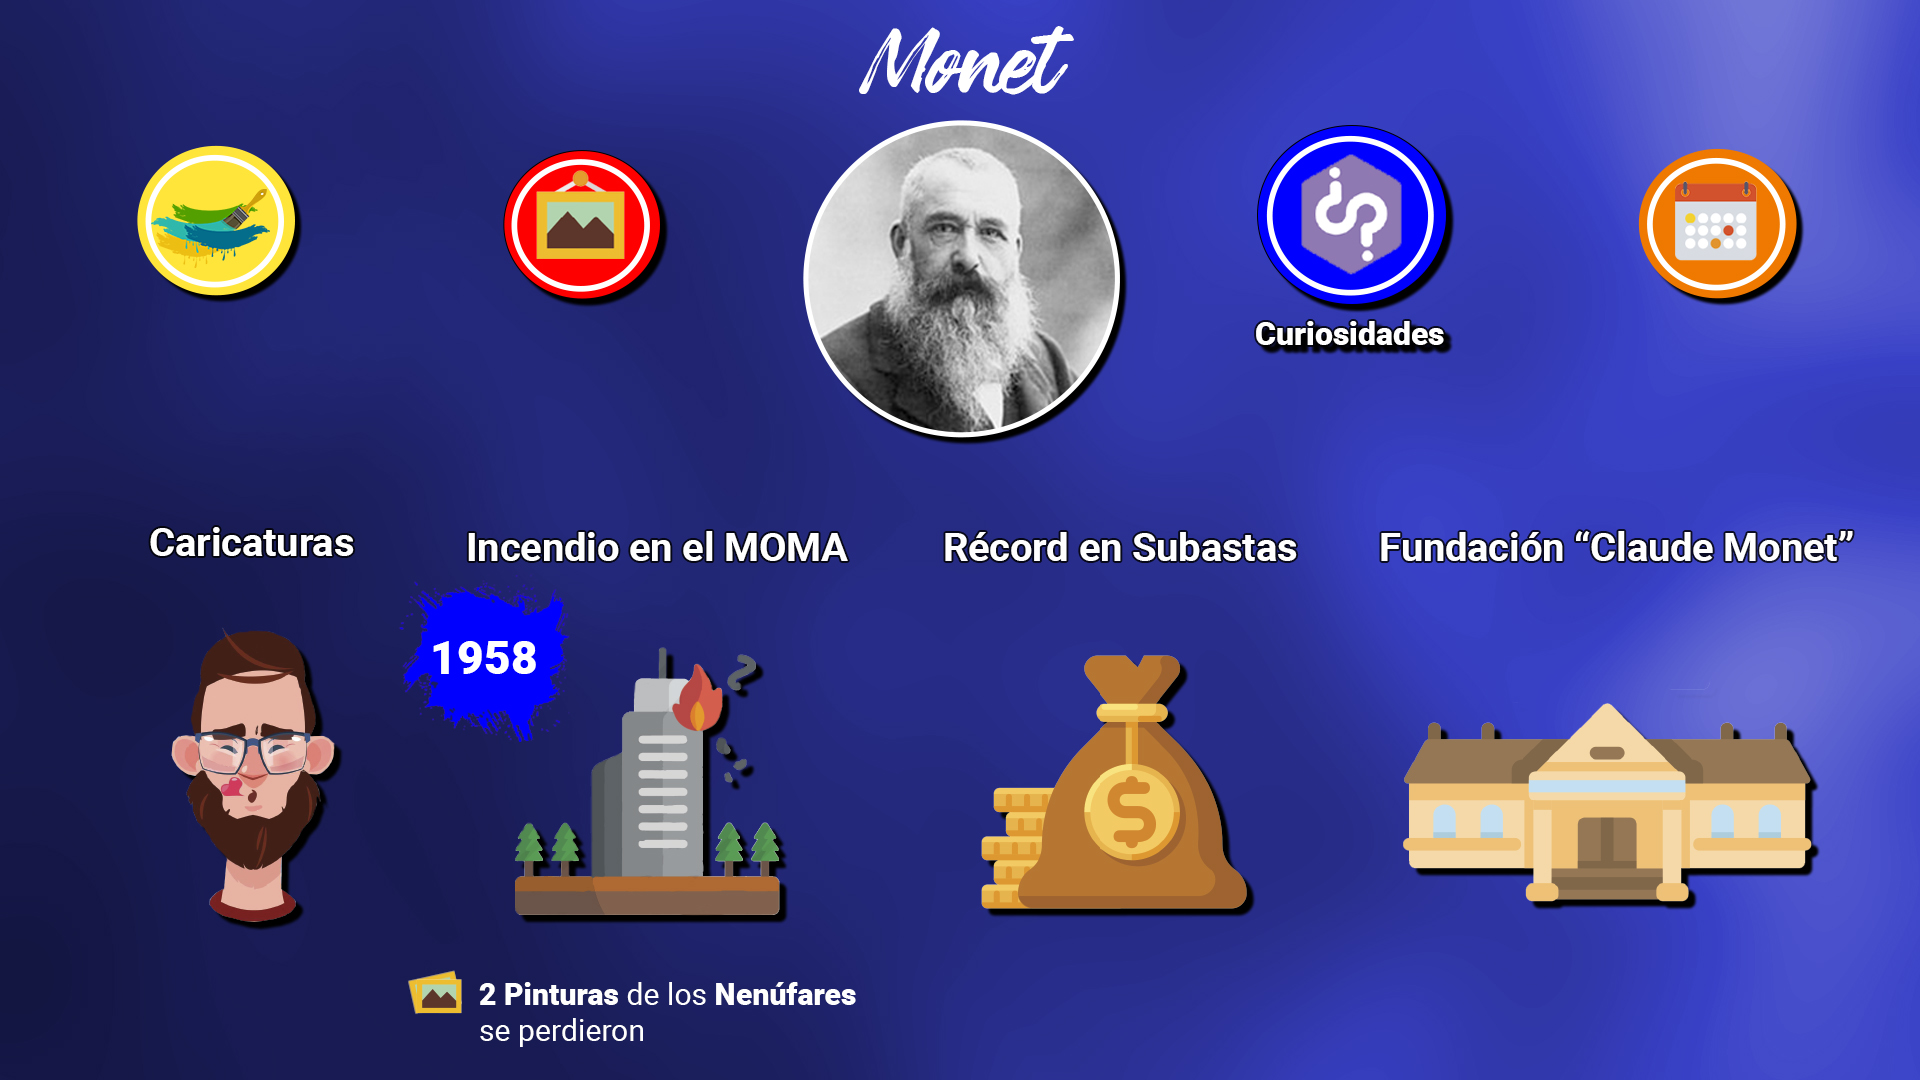 Monet
Curiosidades
Caricaturas
Incendio en el MOMA
Récord en Subastas
Fundación “Claude Monet”
1958
2 Pinturas de los Nenúfares
se perdieron